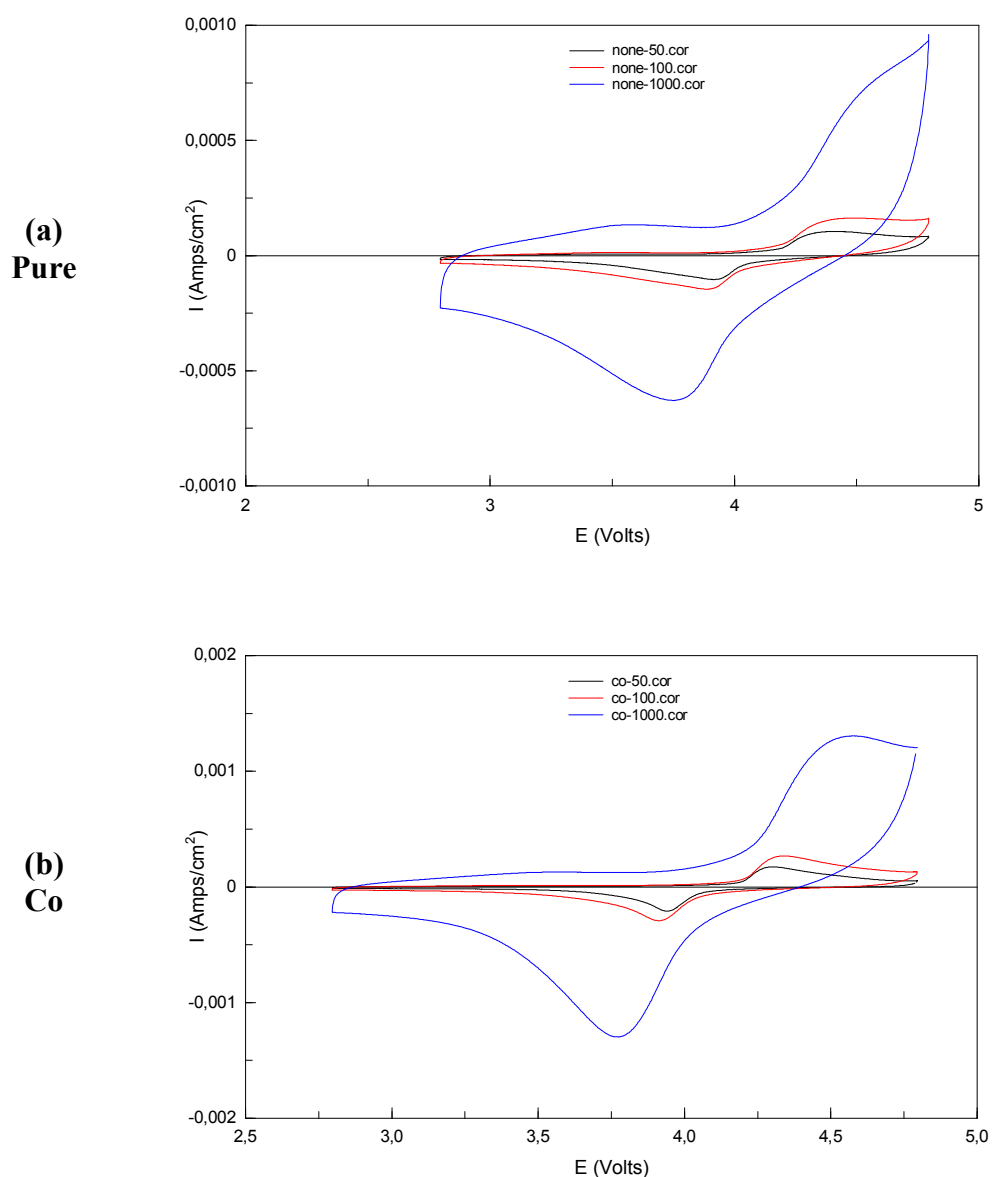 (a)
Pure
0,0010
0,0005
0
-0,0005
-0,0010
I (Amps/cm²)
none-50.cor
none-100.cor
none-1000.cor
2
3
4
5
E (Volts)
(b)
Co
0,002
0,001
0
-0,001
-0,002
I (Amps/cm²)
co-50.cor
co-100.cor
co-1000.cor
2,5
3,0
3,5
4,0
4,5
5,0
E (Volts)